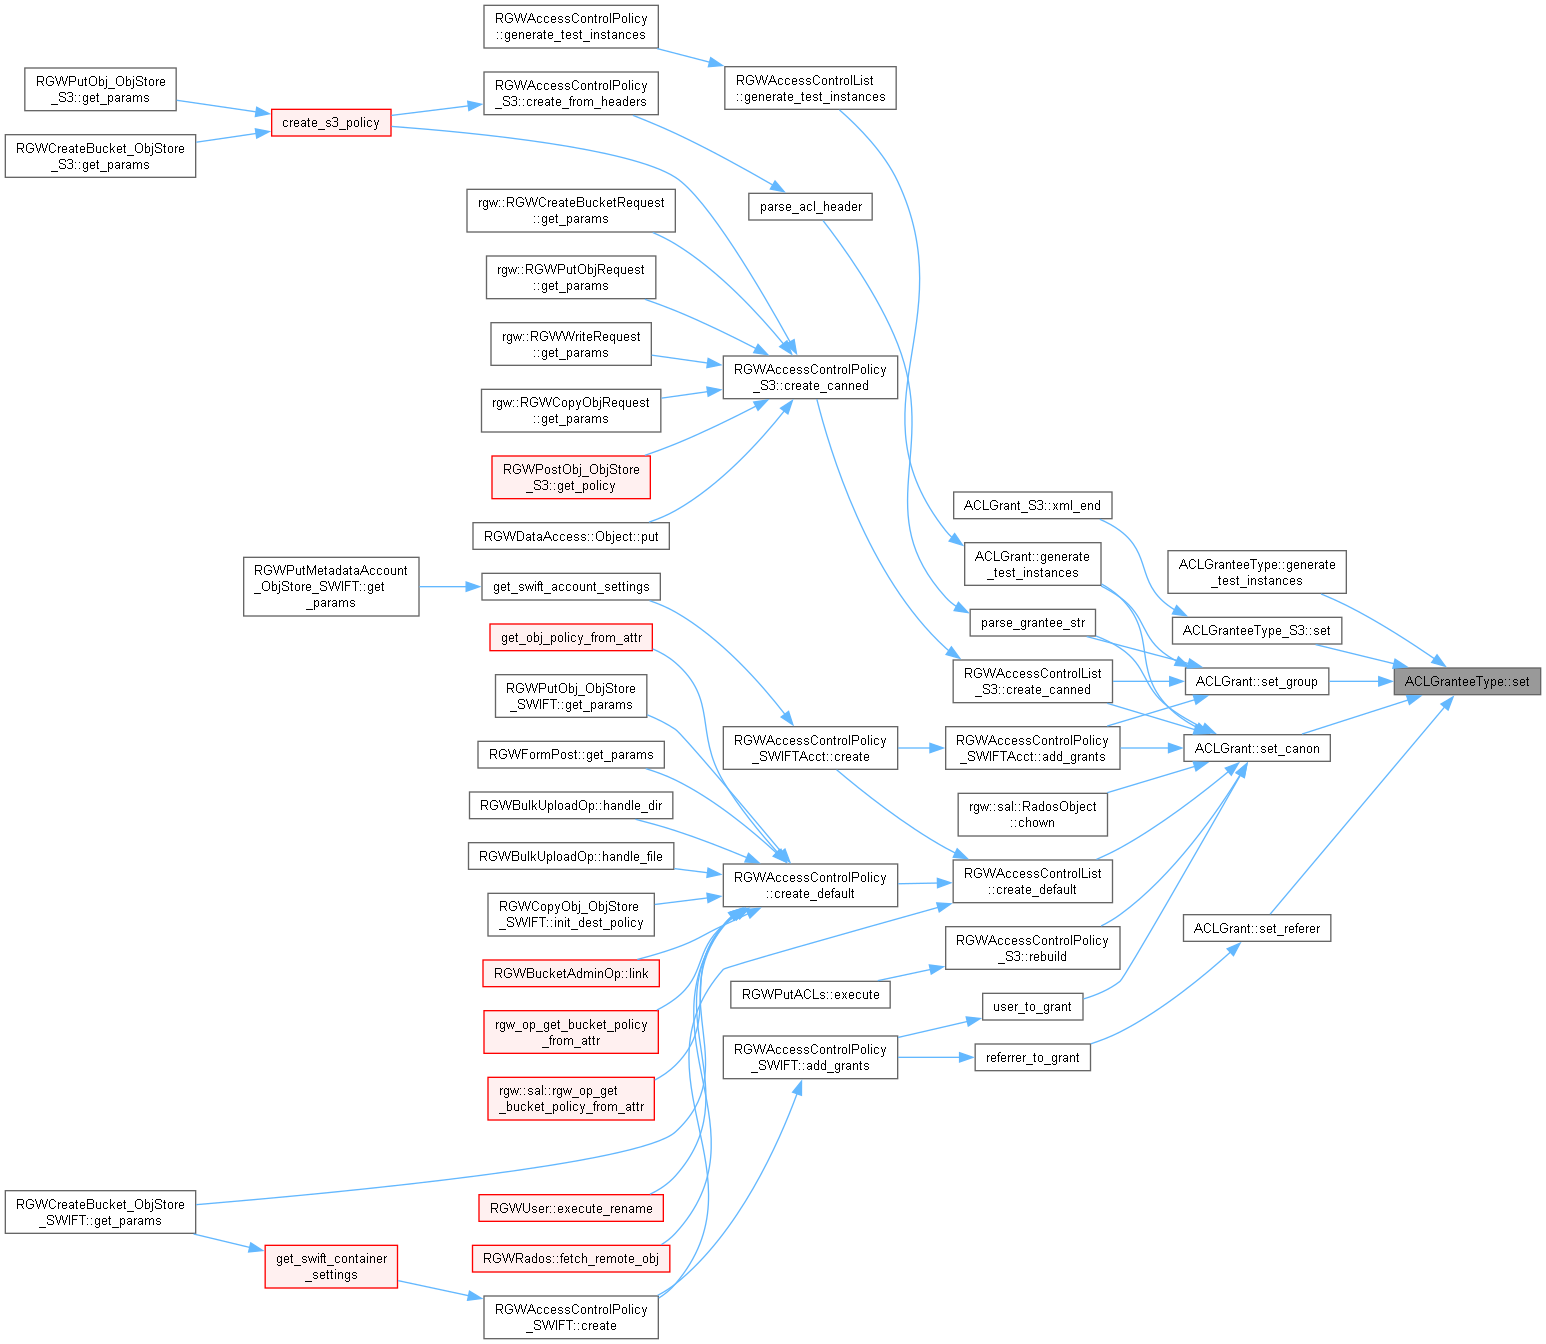 RGWAccessControlPolicy
::generate_test_instances
RGWAccessControlList
::generate_test_instances
RGWPutObj_ObjStore
_S3::get_params
RGWAccessControlPolicy
_S3::create_from_headers
create_s3_policy
RGWCreateBucket_ObjStore
_S3::get_params
rgw::RGWCreateBucketRequest
::get_params
parse_acl_header
rgw::RGWPutObjRequest
::get_params
rgw::RGWWriteRequest
::get_params
RGWAccessControlPolicy
_S3::create_canned
rgw::RGWCopyObjRequest
::get_params
RGWPostObj_ObjStore
_S3::get_policy
RGWDataAccess::Object::put
ACLGrant_S3::xml_end
ACLGrant::generate
_test_instances
ACLGranteeType::generate
_test_instances
RGWPutMetadataAccount
_ObjStore_SWIFT::get
_params
get_swift_account_settings
parse_grantee_str
ACLGranteeType_S3::set
get_obj_policy_from_attr
RGWAccessControlList
_S3::create_canned
ACLGrant::set_group
ACLGranteeType::set
RGWPutObj_ObjStore
_SWIFT::get_params
RGWFormPost::get_params
RGWAccessControlPolicy
_SWIFTAcct::create
RGWAccessControlPolicy
_SWIFTAcct::add_grants
ACLGrant::set_canon
RGWBulkUploadOp::handle_dir
rgw::sal::RadosObject
::chown
RGWBulkUploadOp::handle_file
RGWAccessControlPolicy
::create_default
RGWAccessControlList
::create_default
RGWCopyObj_ObjStore
_SWIFT::init_dest_policy
ACLGrant::set_referer
RGWBucketAdminOp::link
RGWAccessControlPolicy
_S3::rebuild
RGWPutACLs::execute
user_to_grant
rgw_op_get_bucket_policy
_from_attr
RGWAccessControlPolicy
_SWIFT::add_grants
referrer_to_grant
rgw::sal::rgw_op_get
_bucket_policy_from_attr
RGWCreateBucket_ObjStore
_SWIFT::get_params
RGWUser::execute_rename
get_swift_container
_settings
RGWRados::fetch_remote_obj
RGWAccessControlPolicy
_SWIFT::create